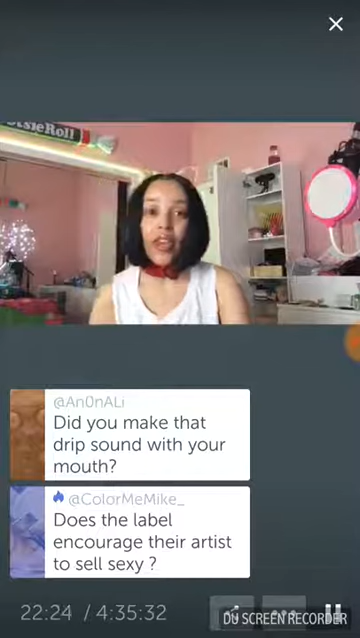 tsieRoll
@An0nALi
Did you make that
drip sound with your
mouth?
@ColorMeMike_
Does the label
encourage their artist
to sell sexy ?
22:24 / 4:35:32
DU SCREEN RECORDER